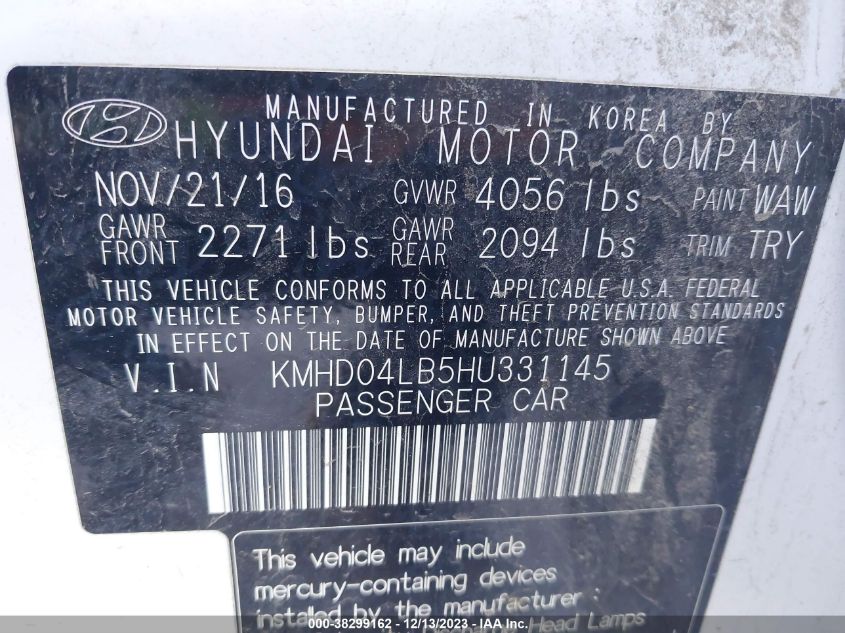 MANUFACTURED IN KOREA BY
HYUNDAI MOTOR COMPANY
NOV/21/16 GVWR 4056 lbs PAINT WAW
GAWR FRONT 2271 lbs GAWR REAR 2094 lbs TRIM TRY
THIS VEHICLE CONFORMS TO ALL APPLICABLE U.S.A. FEDERAL
MOTOR VEHICLE SAFETY, BUMPER, AND THEFT PREVENTION STANDARDS
IN EFFECT ON THE DATE OF MANUFACTURE SHOWN ABOVE
V.I.N KMHD04LB5HU331145
PASSENGER CAR
This vehicle may include
mercury-containing devices
installed by the manufacturer
Discharge Head Lamps
000-38299162 - 12/13/2023 - IAA Inc.